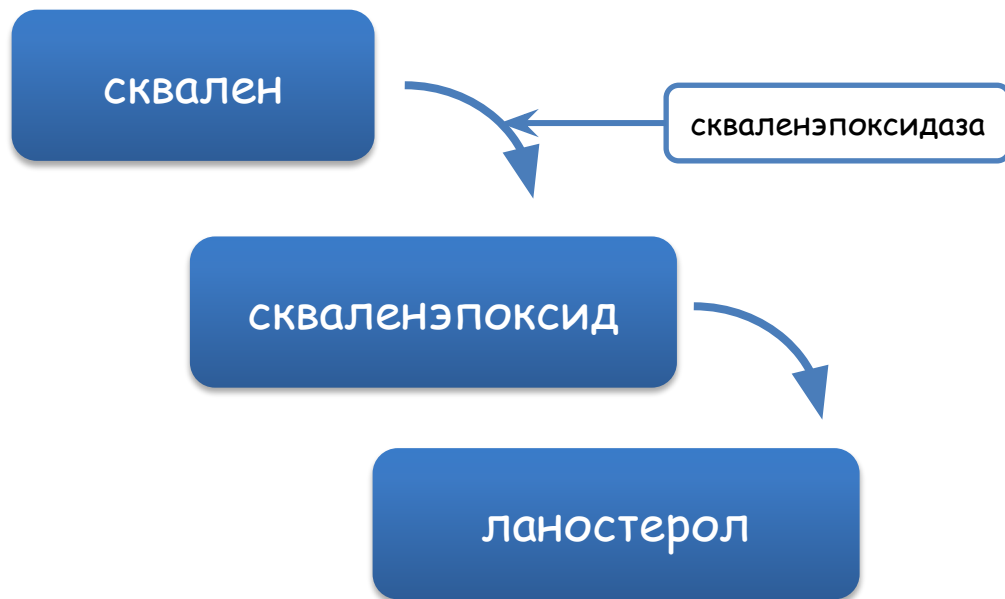 сквален
скваленэпоксидаза
скваленэпоксид
ланостерол